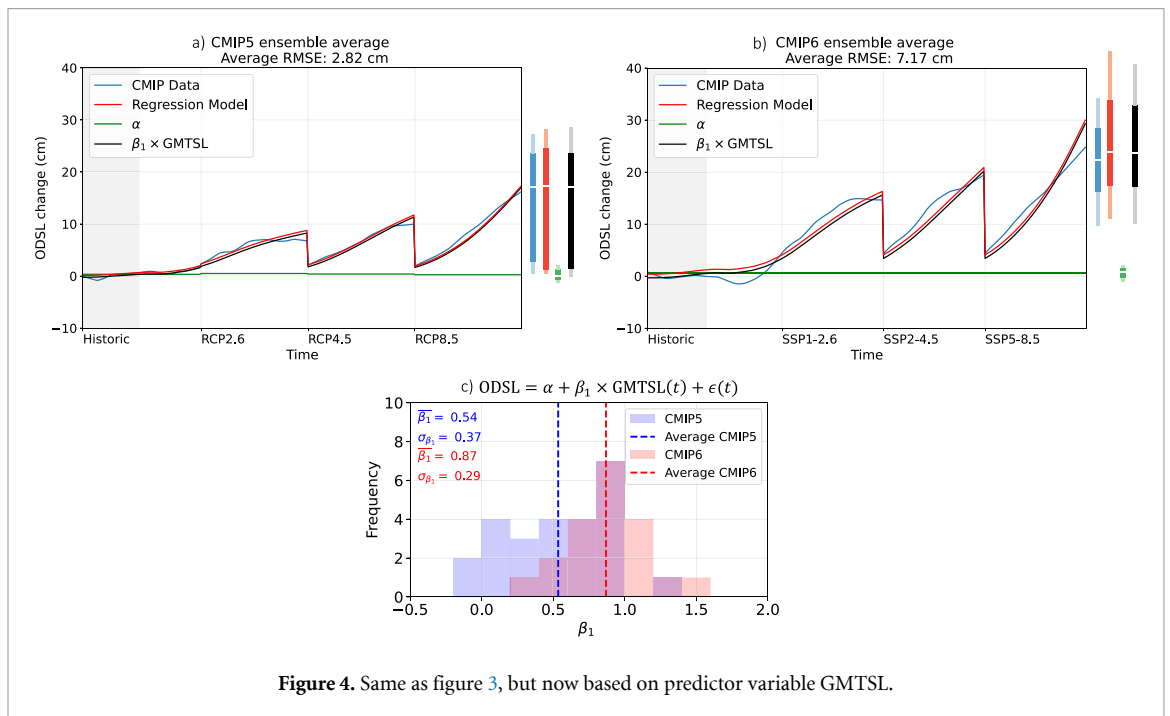 a) CMIP5 ensemble average
Average RMSE: 2.82 cm
40
30
20
10
0
−10
ODSL change (cm)
CMIP Data
Regression Model
α
β₁ × GMTSL
Historic
RCP2.6
RCP4.5
RCP8.5
Time
b) CMIP6 ensemble average
Average RMSE: 7.17 cm
40
30
20
10
0
−10
ODSL change (cm)
CMIP Data
Regression Model
α
β₁ × GMTSL
Historic
SSP1-2.6
SSP2-4.5
SSP5-8.5
Time
c) ODSL = α + β₁ × GMTSL(t) + ϵ(t)
10
8
6
4
2
0
Frequency
β̅₁ = 0.54
σβ₁ = 0.37
β̅₁ = 0.87
σβ₁ = 0.29
CMIP5
Average CMIP5
CMIP6
Average CMIP6
−0.5
0.0
0.5
1.0
1.5
2.0
β₁
Figure 4. Same as figure 3, but now based on predictor variable GMTSL.